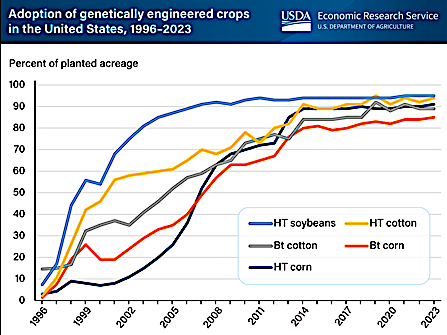 Adoption of genetically engineered crops
in the United States, 1996–2023
USDA Economic Research Service
U.S. DEPARTMENT OF AGRICULTURE
Percent of planted acreage
100
90
80
70
60
50
40
30
20
10
0
HT soybeans HT cotton
Bt cotton Bt corn
HT corn
1996 1999 2002 2005 2008 2011 2014 2017 2020 2023